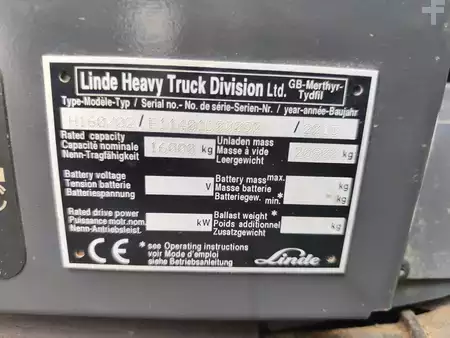 Linde Heavy Truck Division Ltd. GB-Merthyr-Tydfil
Type-Modèle-Typ / Serial no.- No. de série-Serien-Nr. / year-année-Baujahr
H160/02 / /
Rated capacity
Capacité nominale 16000 kg
Nenn-Tragfähigkeit
Unladen mass
Masse à vide kg
Leergewicht
Battery voltage
Tension batterie V
Batteriespannung
Battery mass max. kg
Masse batterie
Batteriegew. min.* kg
Rated drive power
Puissance motr.nom. kW
Nenn-Antriebsleist.
Ballast weight *
Poids additionnel kg
Zusatzgewicht
CE
* see Operating instructions
voir Mode d'emploi
siehe Betriebsanleitung
Linde